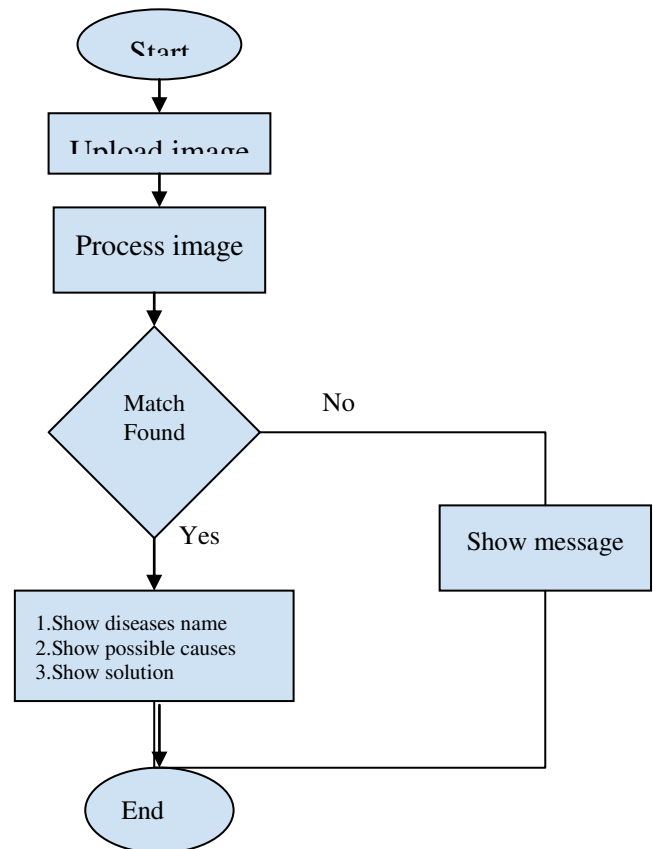 Start
Upload image
Process image
Match
Found
No
Yes
Show message
1.Show diseases name
2.Show possible causes
3.Show solution
End